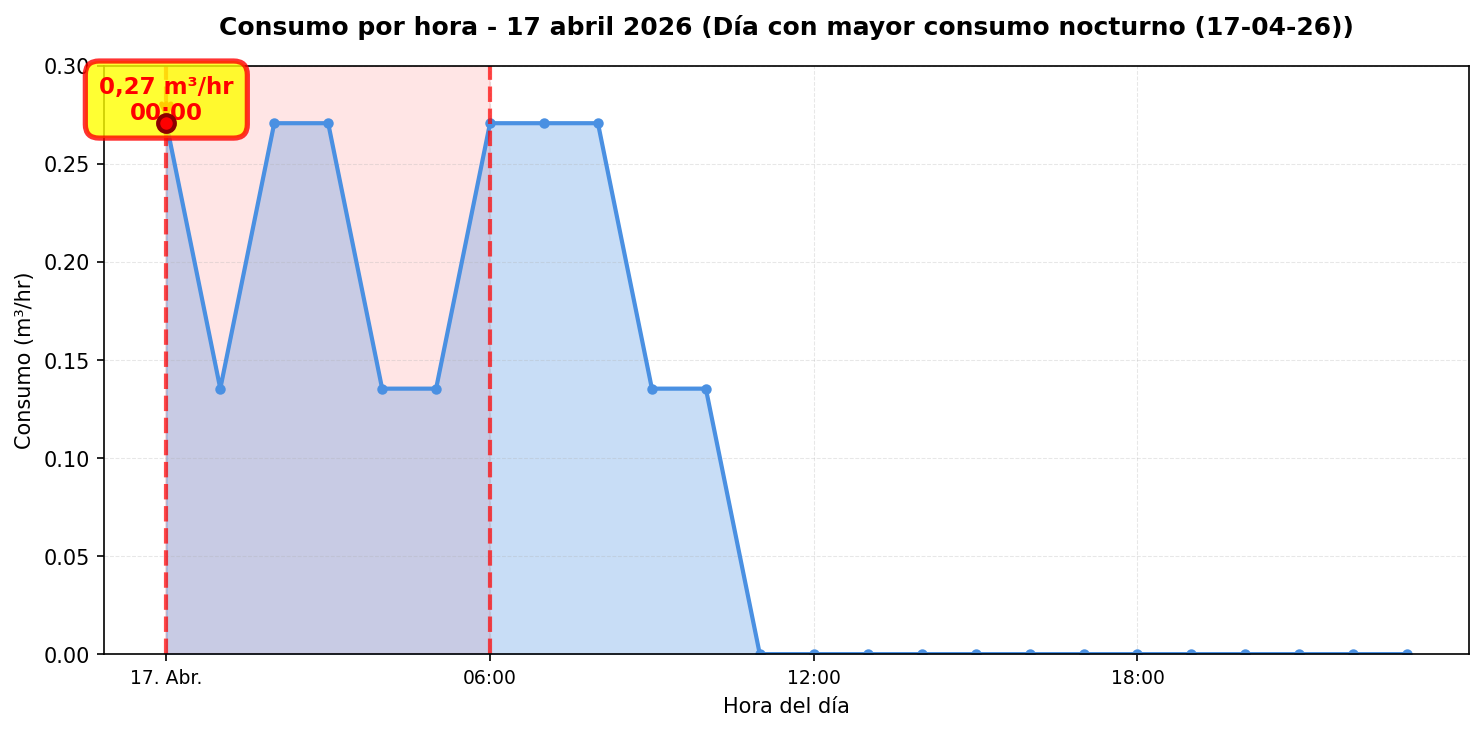 Consumo por hora - 17 abril 2026 (Día con mayor consumo nocturno (17-04-26))
0,27 m³/hr
00:00
0.30
0.25
0.20
0.15
0.10
0.05
0.00
Consumo (m³/hr)
17. Abr.
06:00
12:00
18:00
Hora del día